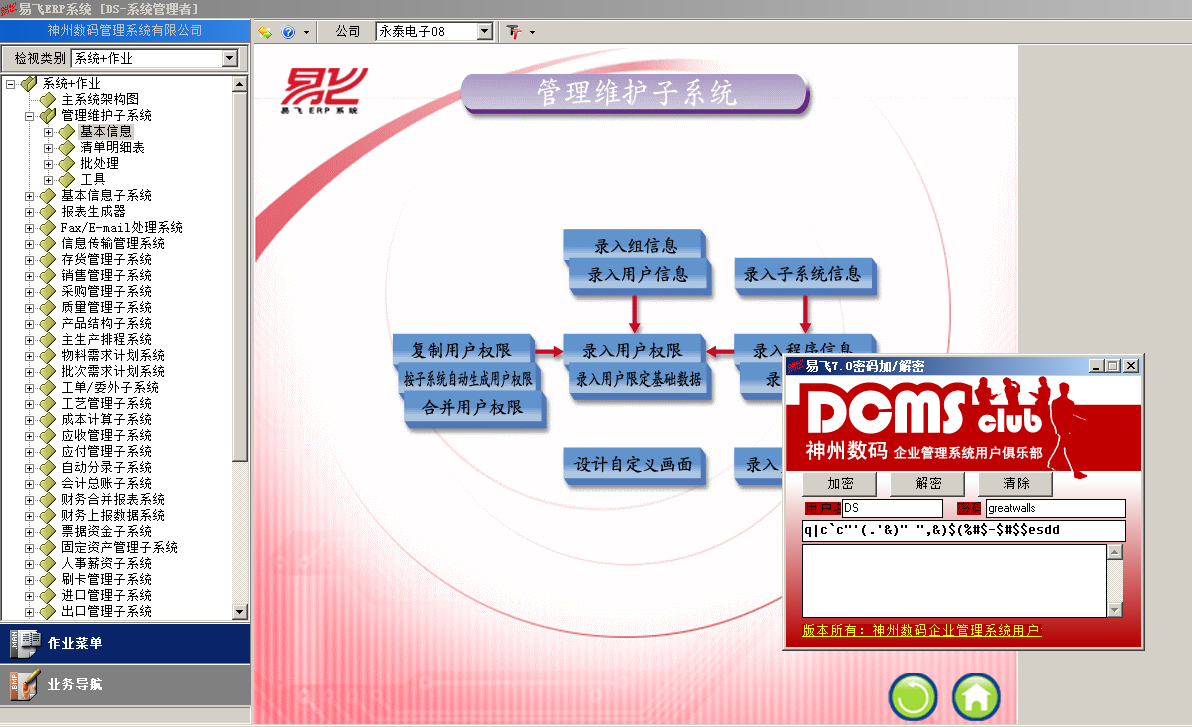 易飞ERP系统 [DS-系统管理者]
神州数码管理系统有限公司
检视类别 系统+作业
公司 永泰电子08
系统+作业
主系统架构图
管理维护子系统
基本信息
清单明细表
批处理
工具
基本信息子系统
报表生成器
Fax/E-mail处理系统
信息传输管理系统
存货管理子系统
销售管理子系统
采购管理子系统
质量管理子系统
产品结构子系统
主生产排程系统
物料需求计划系统
批次需求计划系统
工单/委外子系统
工艺管理子系统
成本计算子系统
应收管理子系统
应付管理子系统
自动分录子系统
会计总账子系统
财务合并报表系统
财务上报数据系统
票据资金子系统
固定资产管理子系统
人事薪资子系统
刷卡管理子系统
进口管理子系统
出口管理子系统
作业菜单
业务导航
易飞
易飞 ERP 系统
管理维护子系统
录入组信息
录入用户信息
录入子系统信息
复制用户权限
录入用户权限
录入程序信息
按子系统自动生成用户权限
录入用户限定基础数据
录
合并用户权限
设计自定义画面
录入
易飞7.0密码加/解密
DCMS club
神州数码 企业管理系统用户俱乐部
加密 解密 清除
用户名 DS 密码 greatwalls
q|c`c"'(.'&)" ",&)$(%#$-$#$$esdd
版本所有：神州数码企业管理系统用户